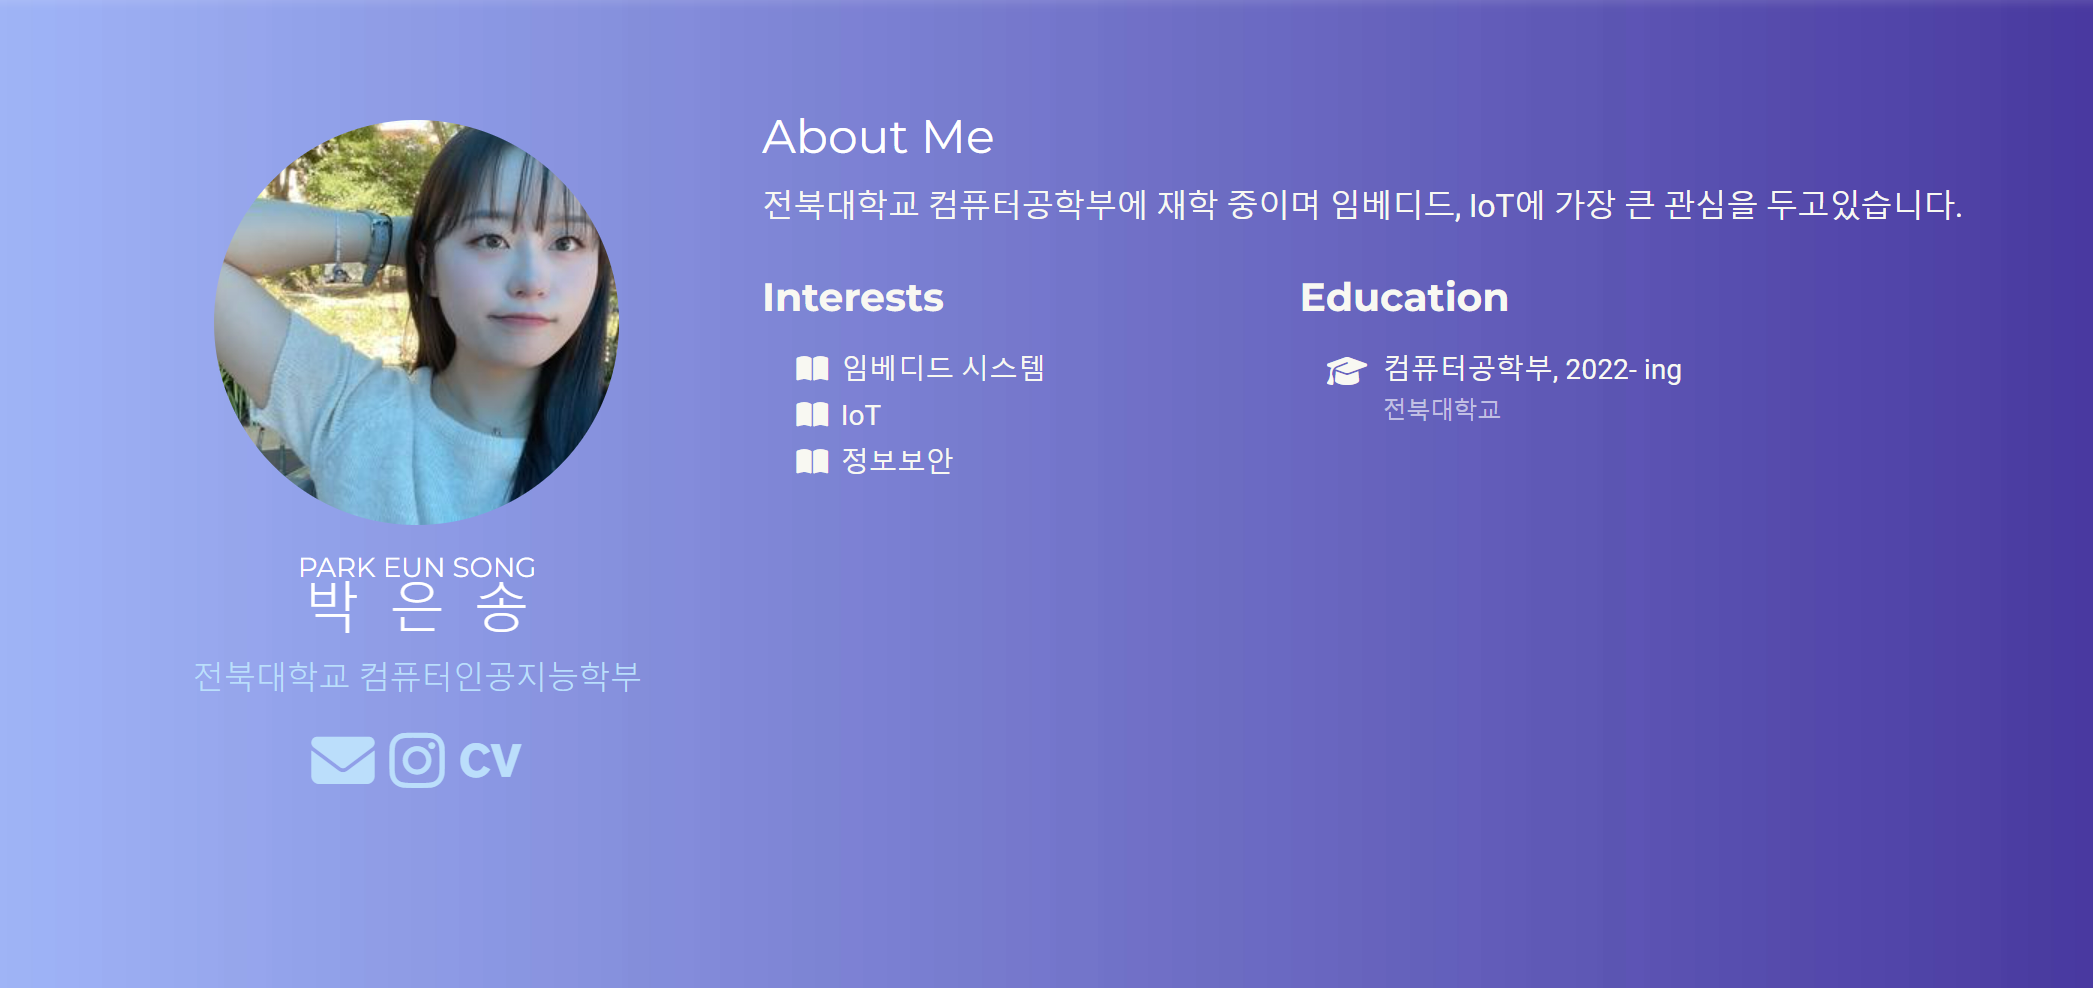 PARK EUN SONG
박 은 송
전북대학교 컴퓨터인공지능학부
CV
About Me
전북대학교 컴퓨터공학부에 재학 중이며 임베디드, IoT에 가장 큰 관심을 두고있습니다.
Interests
임베디드 시스템
IoT
정보보안
Education
컴퓨터공학부, 2022- ing
전북대학교